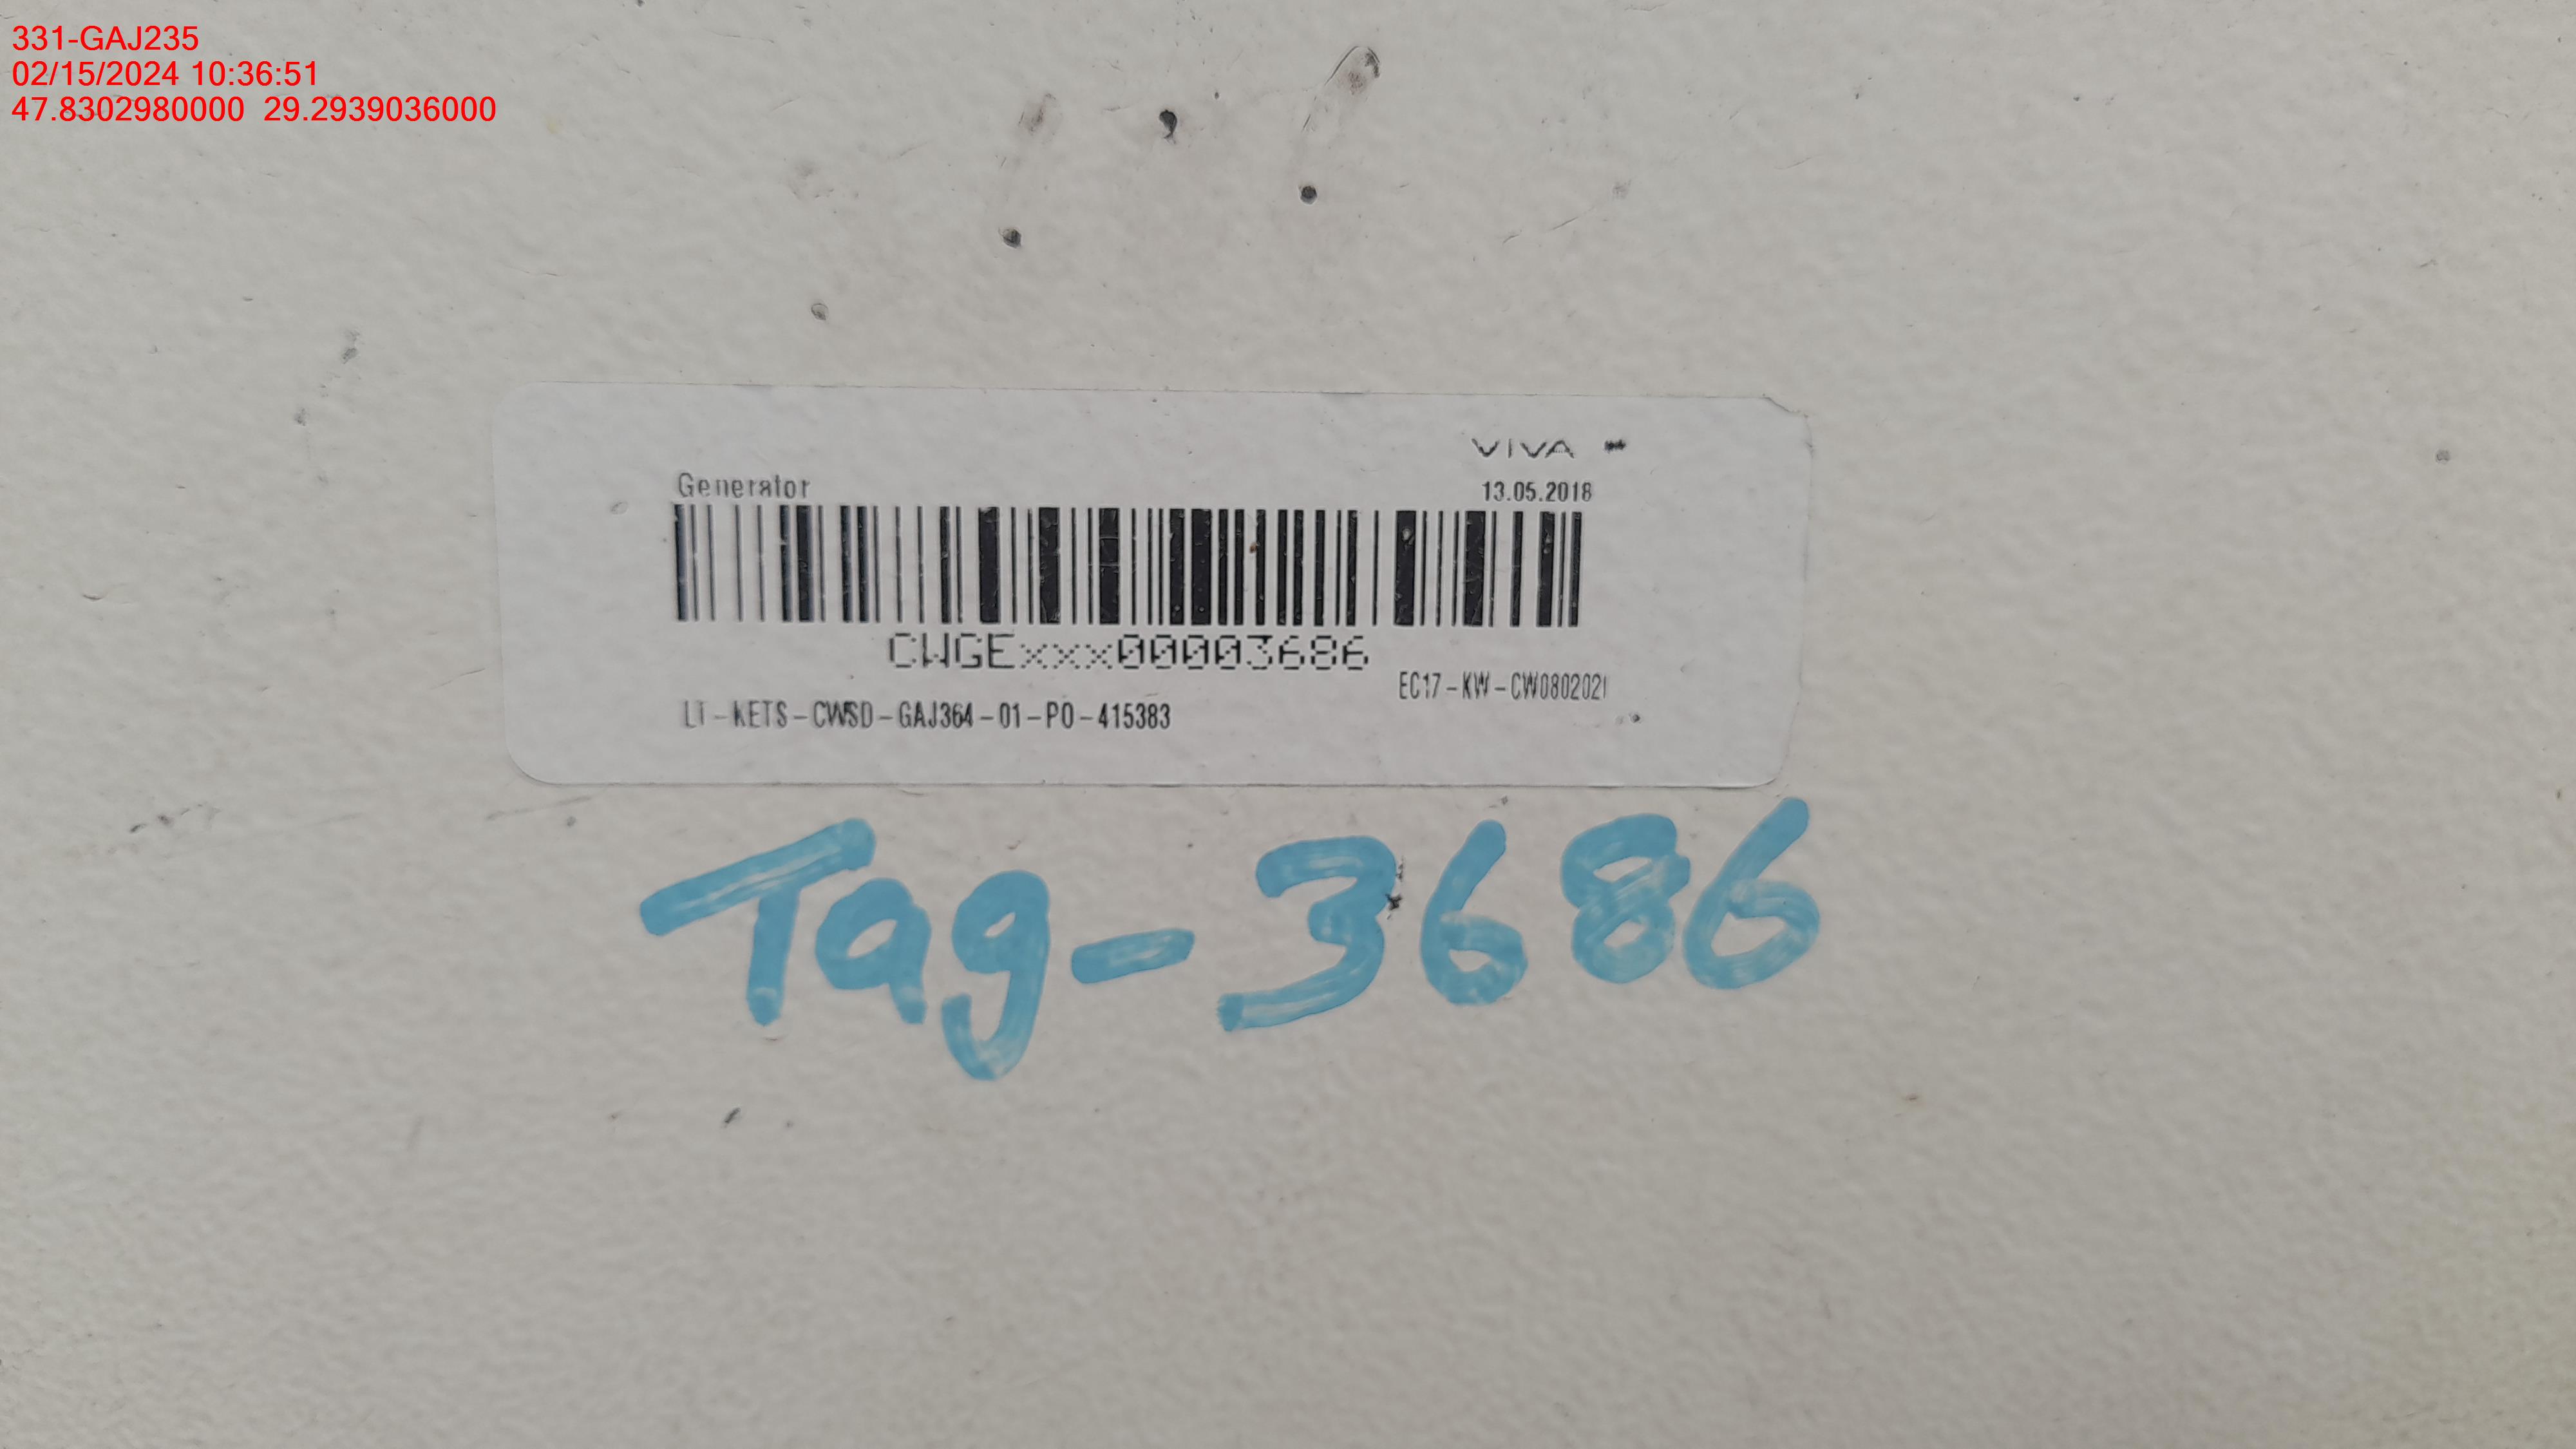 331-GAJ235
02/15/2024 10:36:51
47.8302980000 29.2939036000
VIVA
Generator
13.05.2018
CWGExxx00003686
EC17-KW-CW0802021
LT-KETS-CWSD-GAJ364-01-PO-415383
Tag-3686